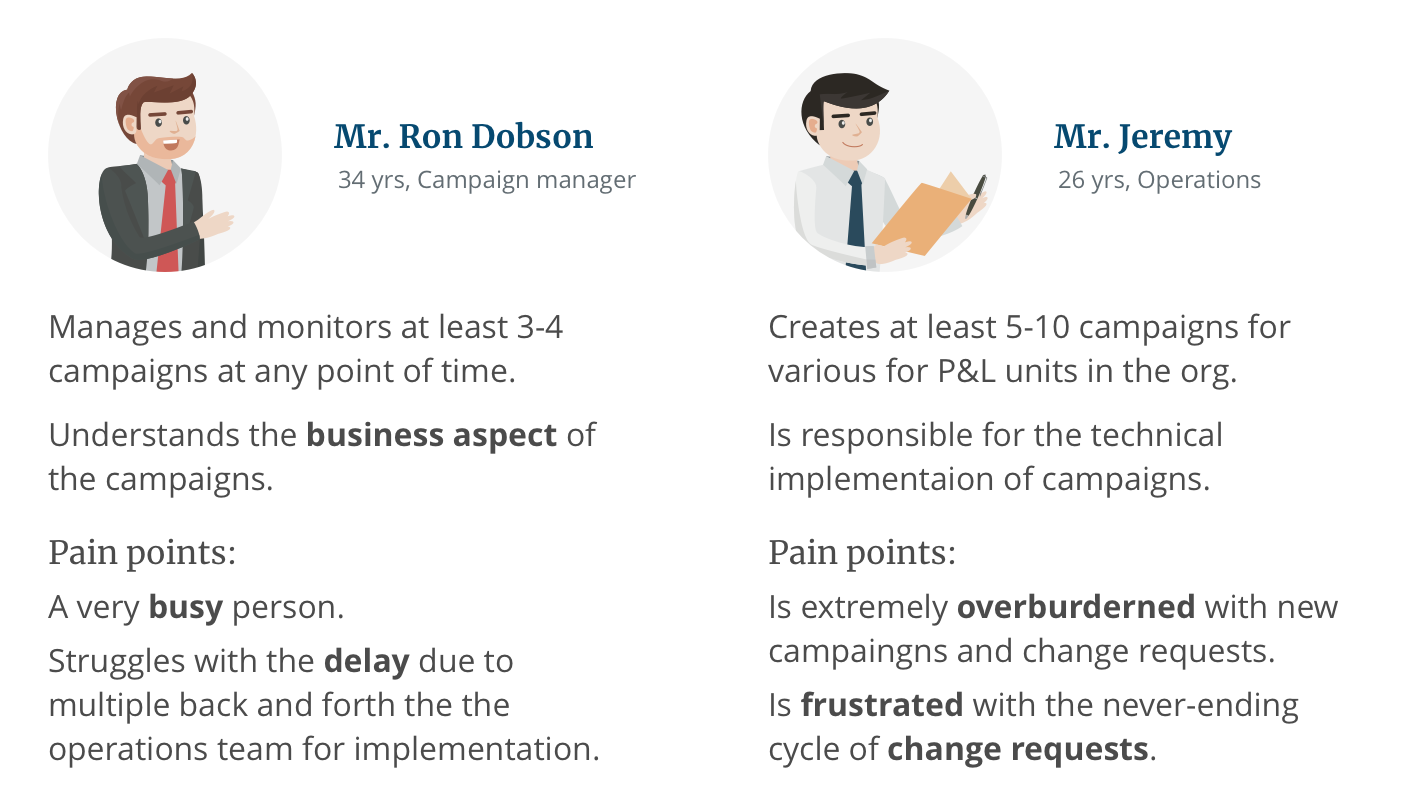 Mr. Ron Dobson
34 yrs, Campaign manager
Manages and monitors at least 3-4
campaigns at any point of time.
Understands the business aspect of
the campaigns.
Pain points:
A very busy person.
Struggles with the delay due to
multiple back and forth the the
operations team for implementation.
Mr. Jeremy
26 yrs, Operations
Creates at least 5-10 campaigns for
various for P&L units in the org.
Is responsible for the technical
implementaion of campaigns.
Pain points:
Is extremely overburderned with new
campaingns and change requests.
Is frustrated with the never-ending
cycle of change requests.